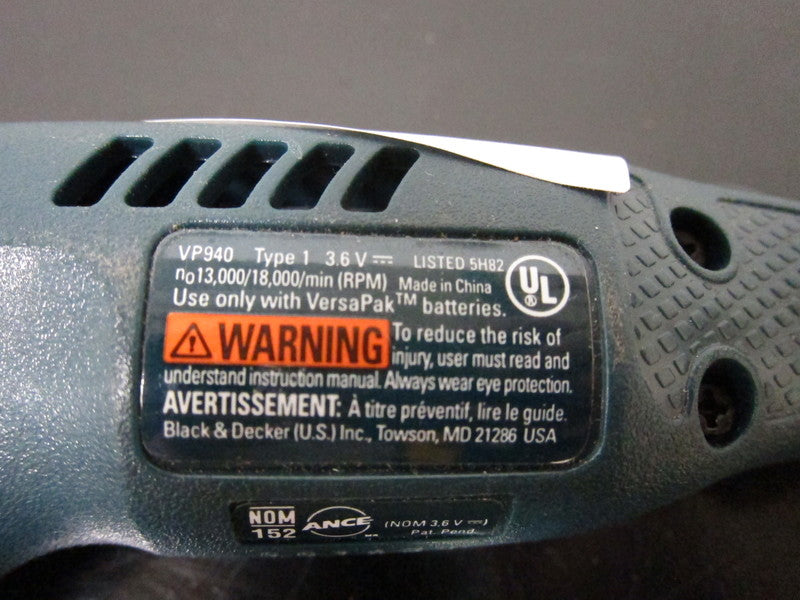 VP940 Type 1 3.6 V ⎓ LISTED 5H82
n₀13,000/18,000/min (RPM) Made in China
UL
®
Use only with VersaPak™ batteries.
⚠ WARNING To reduce the risk of
injury, user must read and
understand instruction manual. Always wear eye protection.
AVERTISSEMENT: À titre préventif, lire le guide.
Black & Decker (U.S.) Inc., Towson, MD 21286 USA
NOM
152
ANCE
(NOM 3.6 V ⎓)
Pat. Pend.